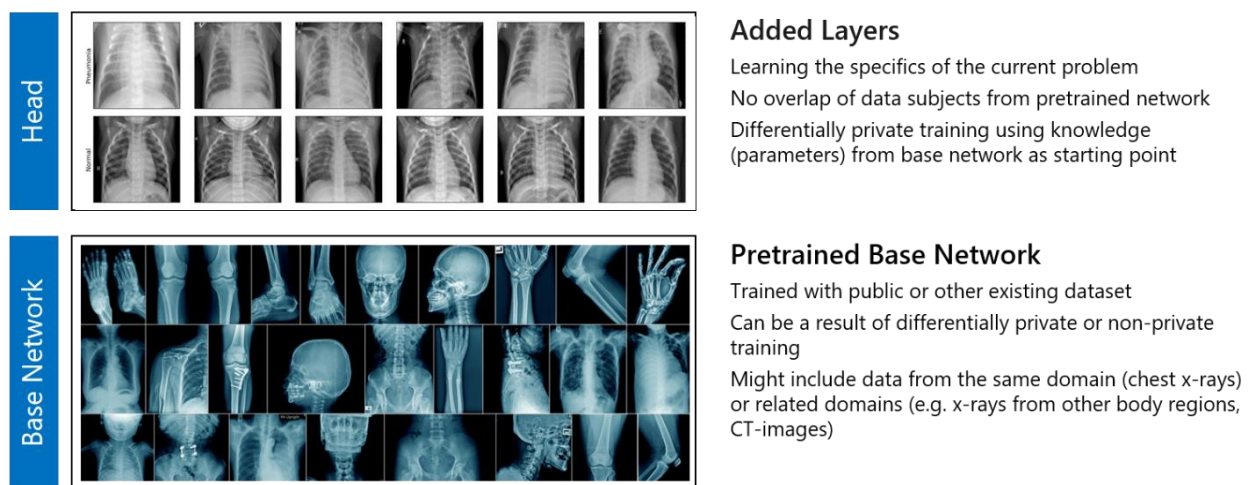 Head
Pneumonia
Normal
Added Layers
Learning the specifics of the current problem
No overlap of data subjects from pretrained network
Differentially private training using knowledge
(parameters) from base network as starting point
Base Network
Pretrained Base Network
Trained with public or other existing dataset
Can be a result of differentially private or non-private
training
Might include data from the same domain (chest x-rays)
or related domains (e.g. x-rays from other body regions,
CT-images)